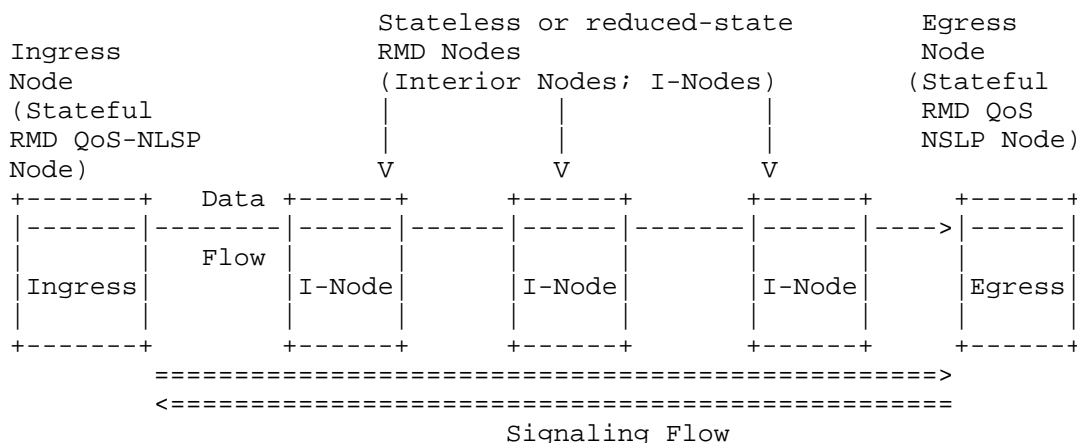 Stateless or reduced-state Egress
Ingress RMD Nodes Node
Node (Interior Nodes; I-Nodes) (Stateful
(Stateful | | | RMD QoS
RMD QoS-NLSP | | | NSLP Node)
Node) V V V
+-------+ Data +------+ +------+ +------+ +------+
|-------|--------|------|------|------|-------|------|---->|------|
| | Flow | | | | | | | |
|Ingress| |I-Node| |I-Node| |I-Node| |Egress|
| | | | | | | | | |
+-------+ +------+ +------+ +------+ +------+
=================================================>
<=================================================
Signaling Flow